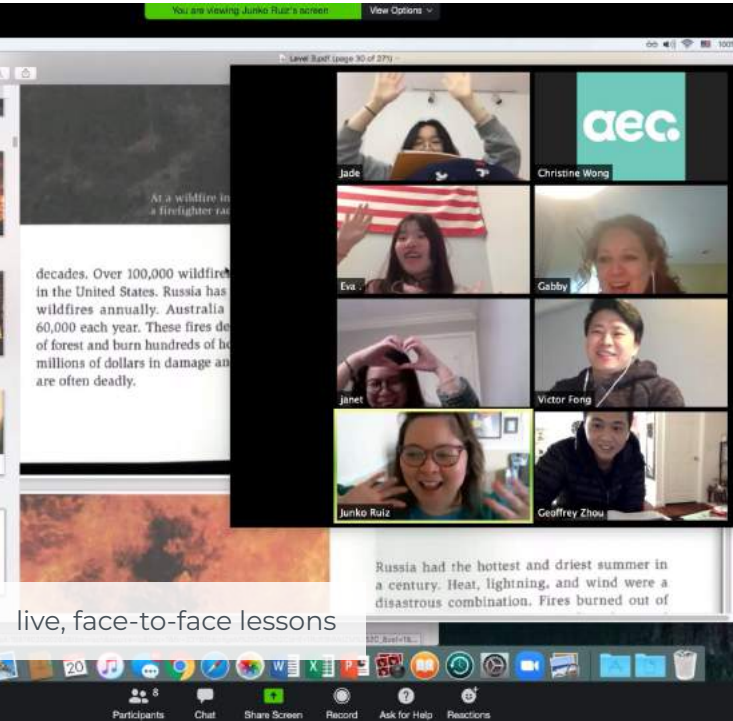 You are viewing Junko Ruiz's screen
View Options
100%
Level 3.pdf (page 30 of 271)
At a wildfire in
a firefighter
decades. Over 100,000 wildfire
in the United States. Russia has
wildfires annually. Australia
60,000 each year. These fires de
of forest and burn hundreds of
millions of dollars in damage an
are often deadly.
Jade
aec.
Christine Wong
Eva .
Gabby
janet
Victor Fong
Junko Ruiz
Geoffrey Zhou
Russia had the hottest and driest summer in
a century. Heat, lightning, and wind were a
disastrous combination. Fires burned out of
live, face-to-face lessons
20
8
Participants
Chat
Share Screen
Record
Ask for Help
Reactions